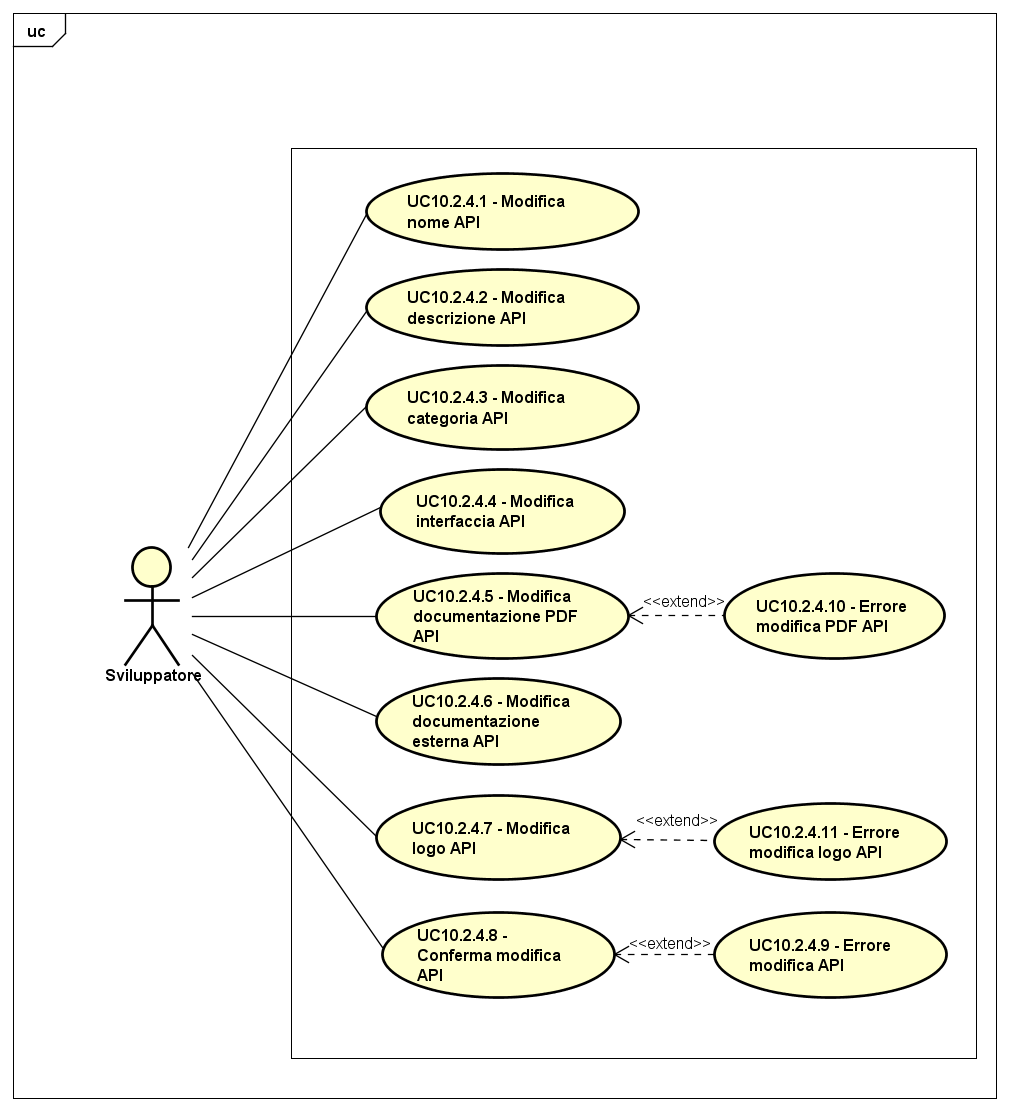 uc
UC10.2.4.1 - Modifica
nome API
UC10.2.4.2 - Modifica
descrizione API
UC10.2.4.3 - Modifica
categoria API
UC10.2.4.4 - Modifica
interfaccia API
UC10.2.4.5 - Modifica
documentazione PDF
API
<<extend>>
UC10.2.4.10 - Errore
modifica PDF API
Sviluppatore
UC10.2.4.6 - Modifica
documentazione
esterna API
UC10.2.4.7 - Modifica
logo API
<<extend>>
UC10.2.4.11 - Errore
modifica logo API
UC10.2.4.8 -
Conferma modifica
API
<<extend>>
UC10.2.4.9 - Errore
modifica API